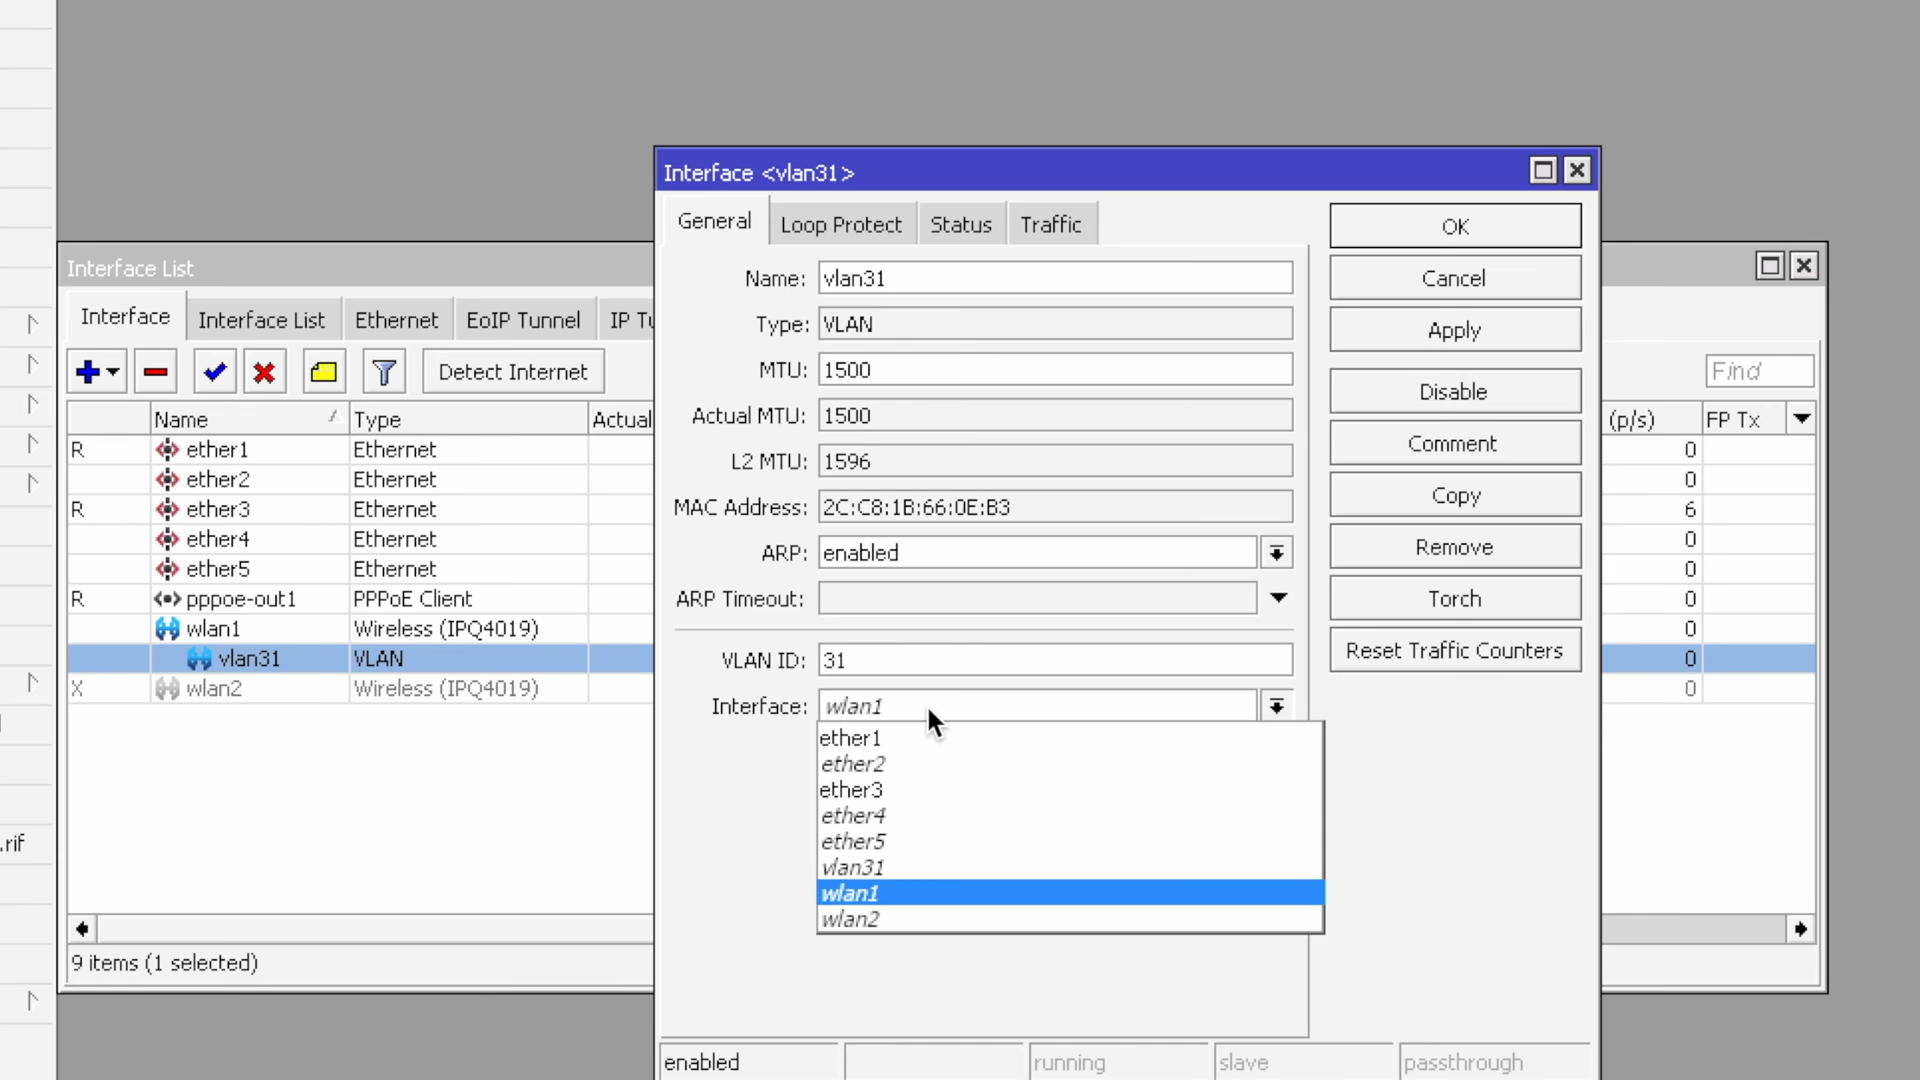 Interface <vlan31>
General
Loop Protect
Status
Traffic
Name: vlan31
Type: VLAN
MTU: 1500
Actual MTU: 1500
L2 MTU: 1596
MAC Address: 2C:C8:1B:66:0E:B3
ARP: enabled
ARP Timeout:
VLAN ID: 31
Interface: wlan1
ether1
ether2
ether3
ether4
ether5
vlan31
wlan1
wlan2
OK
Cancel
Apply
Disable
Comment
Copy
Remove
Torch
Reset Traffic Counters
enabled
running
slave
passthrough
Interface List
Interface
Interface List
Ethernet
EoIP Tunnel
IP Tu
Detect Internet
Find
Name Type Actual (p/s) FP Tx
R ether1 Ethernet 0
ether2 Ethernet 0
R ether3 Ethernet 6
ether4 Ethernet 0
ether5 Ethernet 0
R pppoe-out1 PPPoE Client 0
wlan1 Wireless (IPQ4019) 0
vlan31 VLAN 0
X wlan2 Wireless (IPQ4019) 0
9 items (1 selected)
.rif